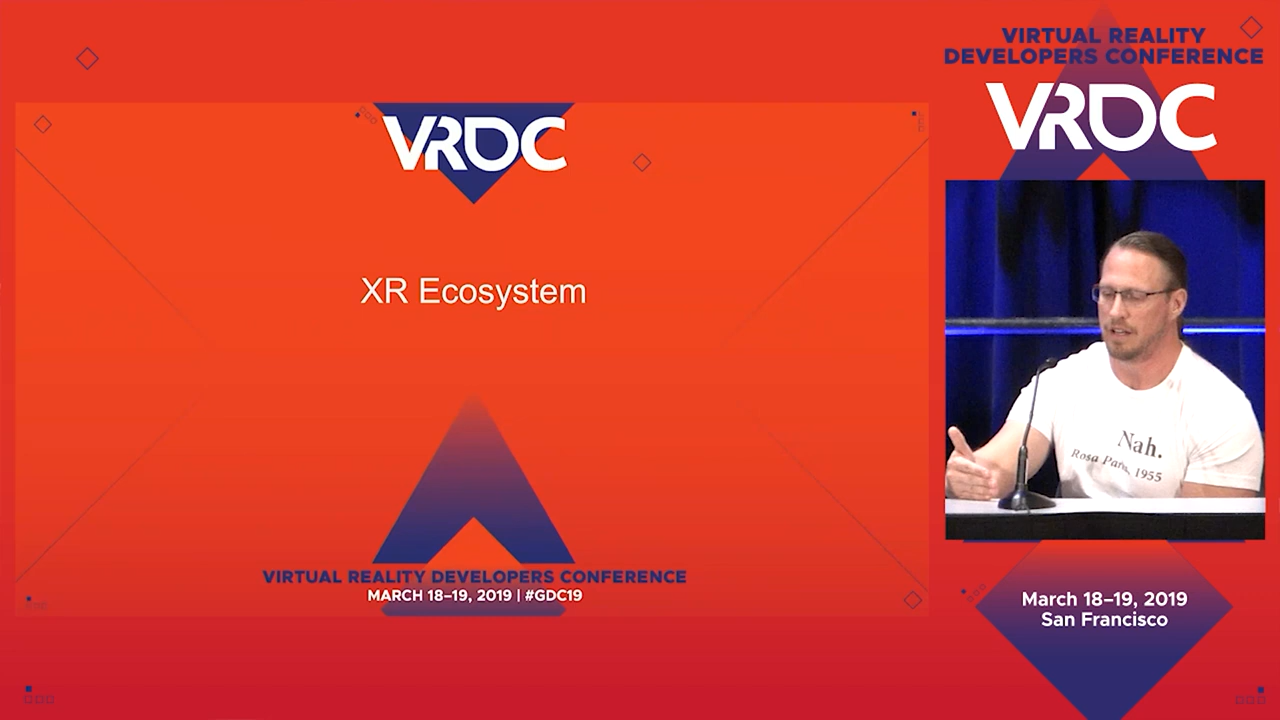 VRDC
XR Ecosystem
VIRTUAL REALITY DEVELOPERS CONFERENCE
MARCH 18–19, 2019 | #GDC19
VIRTUAL REALITY
DEVELOPERS CONFERENCE
VRDC
Nah.
Rosa Parks, 1955
March 18–19, 2019
San Francisco